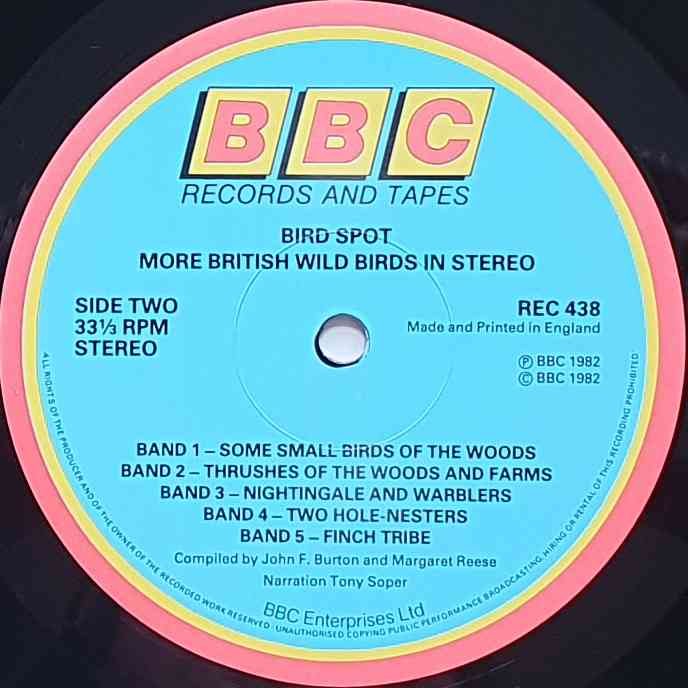 BBC
RECORDS AND TAPES
BIRD SPOT
MORE BRITISH WILD BIRDS IN STEREO
SIDE TWO
33⅓ RPM
STEREO
REC 438
Made and Printed in England
Ⓟ BBC 1982
© BBC 1982
BAND 1 – SOME SMALL BIRDS OF THE WOODS
BAND 2 – THRUSHES OF THE WOODS AND FARMS
BAND 3 – NIGHTINGALE AND WARBLERS
BAND 4 – TWO HOLE-NESTERS
BAND 5 – FINCH TRIBE
Compiled by John F. Burton and Margaret Reese
Narration Tony Soper
BBC Enterprises Ltd
ALL RIGHTS OF THE PRODUCER AND OF THE OWNER OF THE RECORDED WORK RESERVED · UNAUTHORISED COPYING PUBLIC PERFORMANCE BROADCASTING, HIRING OR RENTAL OF THIS RECORDING PROHIBITED·